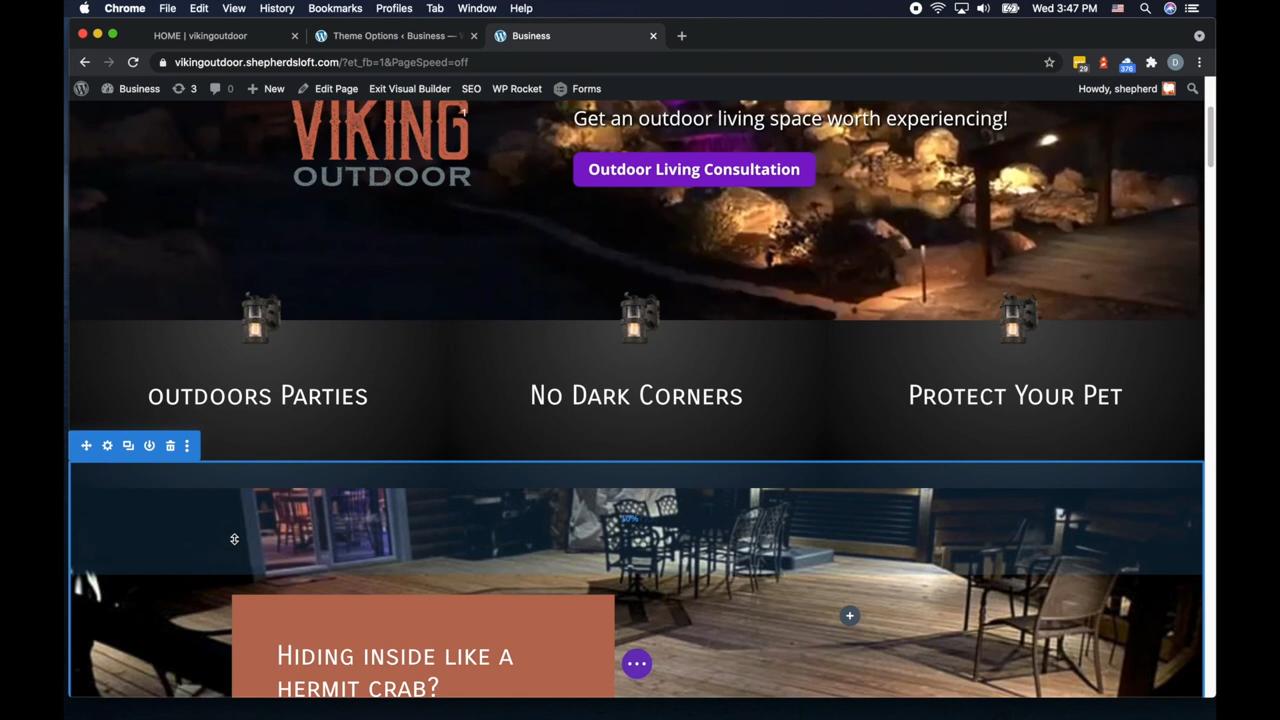 Chrome File Edit View History Bookmarks Profiles Tab Window Help Wed 3:47 PM
HOME | vikingoutdoor Theme Options ‹ Business — Business
vikingoutdoor.shepherdsloft.com/?et_fb=1&PageSpeed=off 29 376 D
Business 3 0 New Edit Page Exit Visual Builder SEO WP Rocket Forms Howdy, shepherd
VIKING
OUTDOOR
Get an outdoor living space worth experiencing!
Outdoor Living Consultation
outdoors Parties No Dark Corners Protect Your Pet
Hiding inside like a
hermit crab?